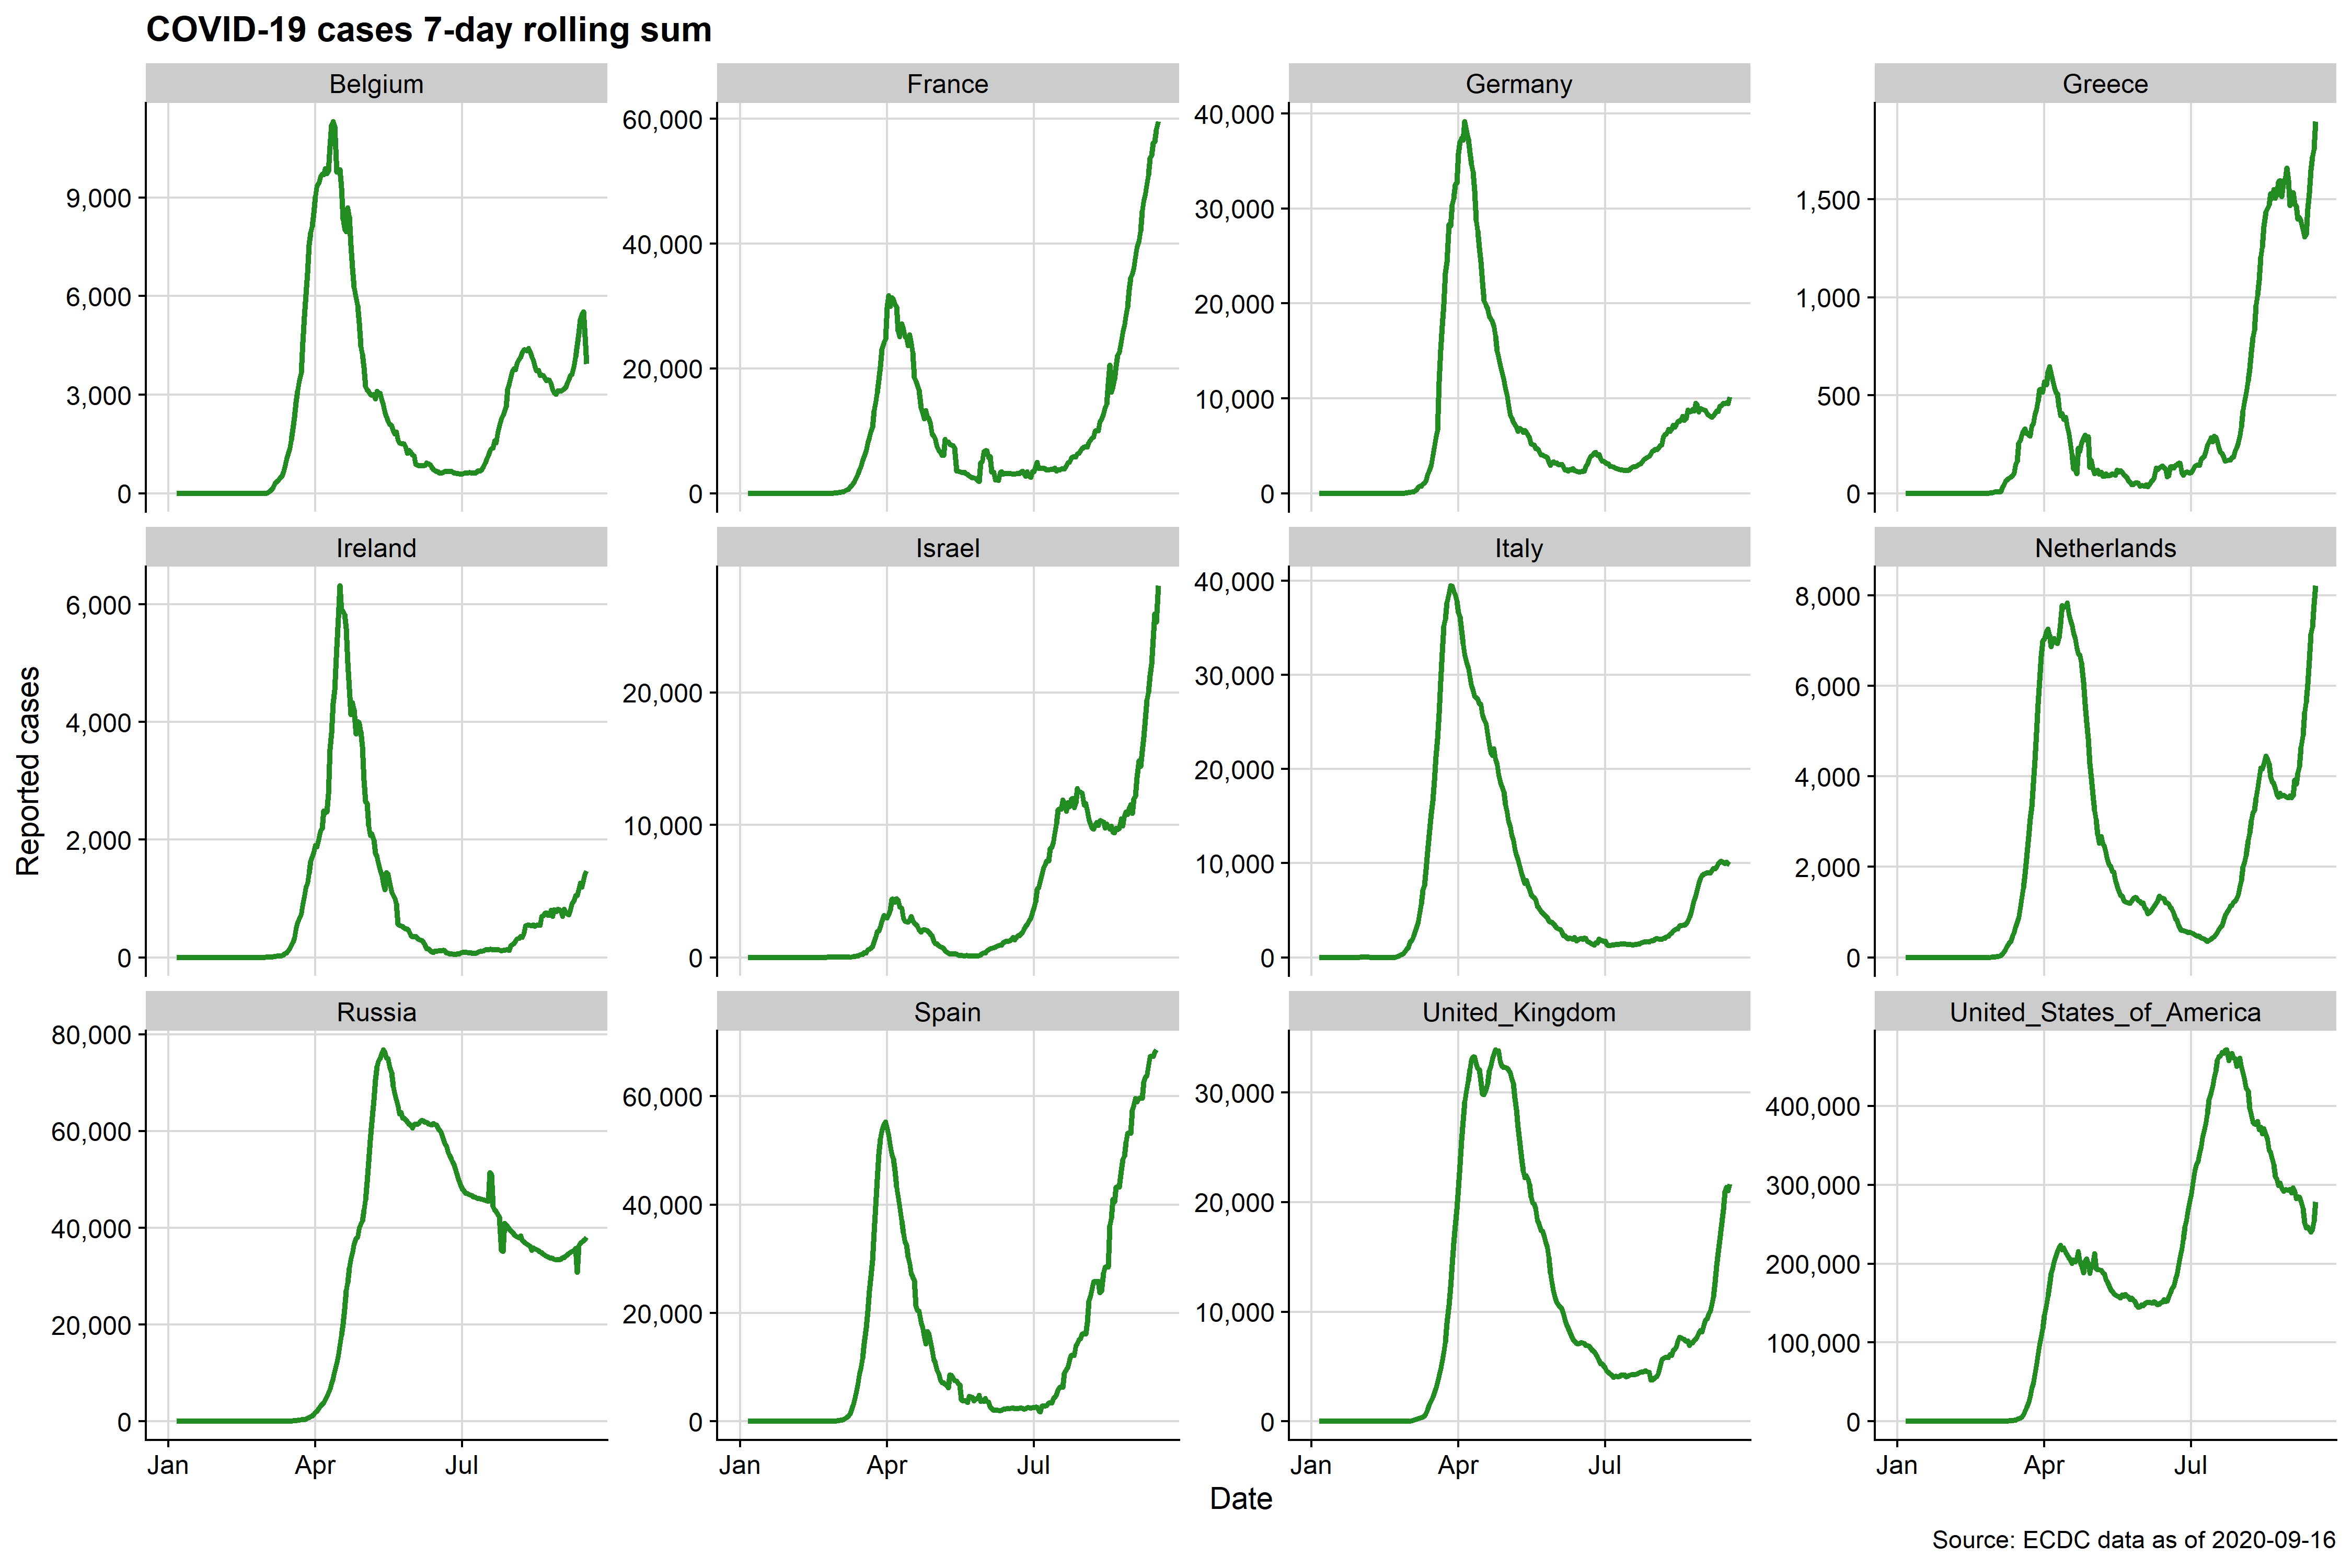 COVID-19 cases 7-day rolling sum
Belgium
France
Germany
Greece
9,000
6,000
3,000
0
60,000
40,000
20,000
0
40,000
30,000
20,000
10,000
0
1,500
1,000
500
0
Ireland
Israel
Italy
Netherlands
6,000
4,000
2,000
0
20,000
10,000
0
40,000
30,000
20,000
10,000
0
8,000
6,000
4,000
2,000
0
Reported cases
Russia
Spain
United_Kingdom
United_States_of_America
80,000
60,000
40,000
20,000
0
60,000
40,000
20,000
0
30,000
20,000
10,000
0
400,000
300,000
200,000
100,000
0
Jan Apr Jul
Jan Apr Jul
Jan Apr Jul
Jan Apr Jul
Date
Source: ECDC data as of 2020-09-16